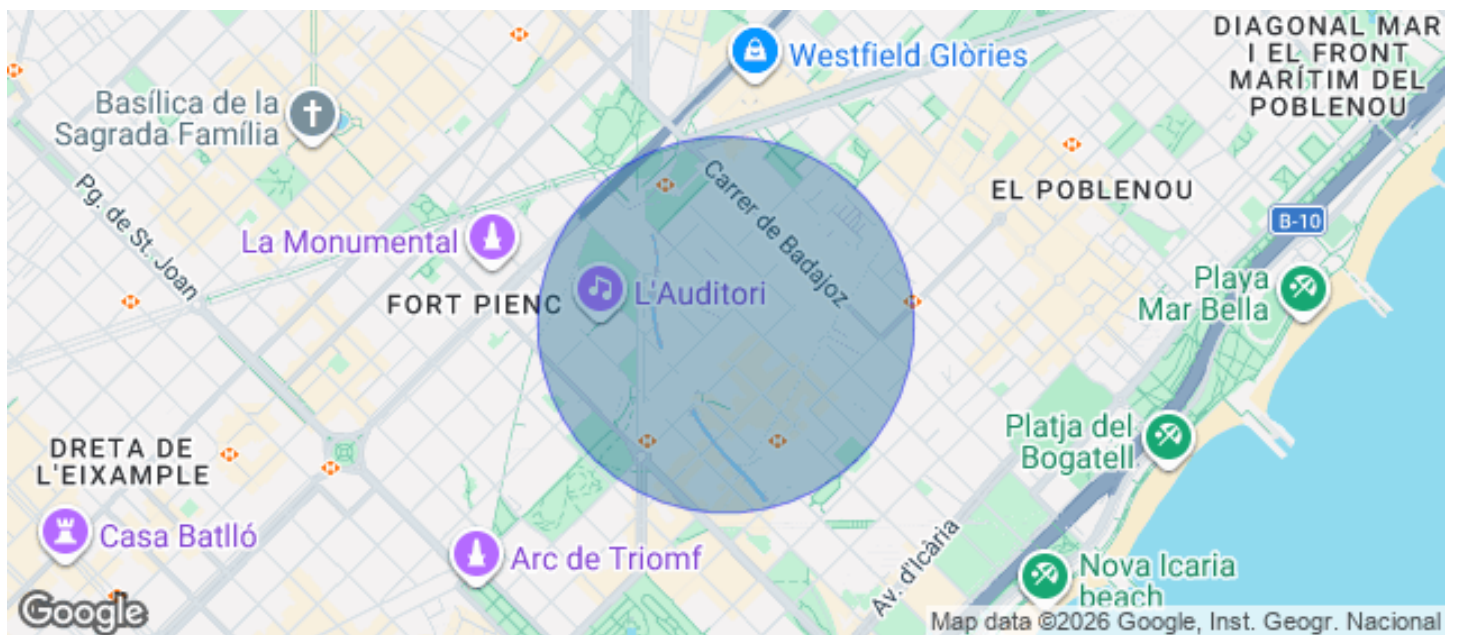 DIAGONAL MAR
I EL FRONT
MARÍTIM DEL
POBLENOU
Westfield Glòries
Basílica de la
Sagrada Família
Carrer de Badajoz
EL POBLENOU
Pg. de St. Joan
B-10
La Monumental
Playa
Mar Bella
L'Auditori
FORT PIENC
Platja del
Bogatell
DRETA DE
L'EIXAMPLE
Casa Batlló
Arc de Triomf
Av. d'Icària
Nova Icaria
beach
Google
Map data ©2026 Google, Inst. Geogr. Nacional